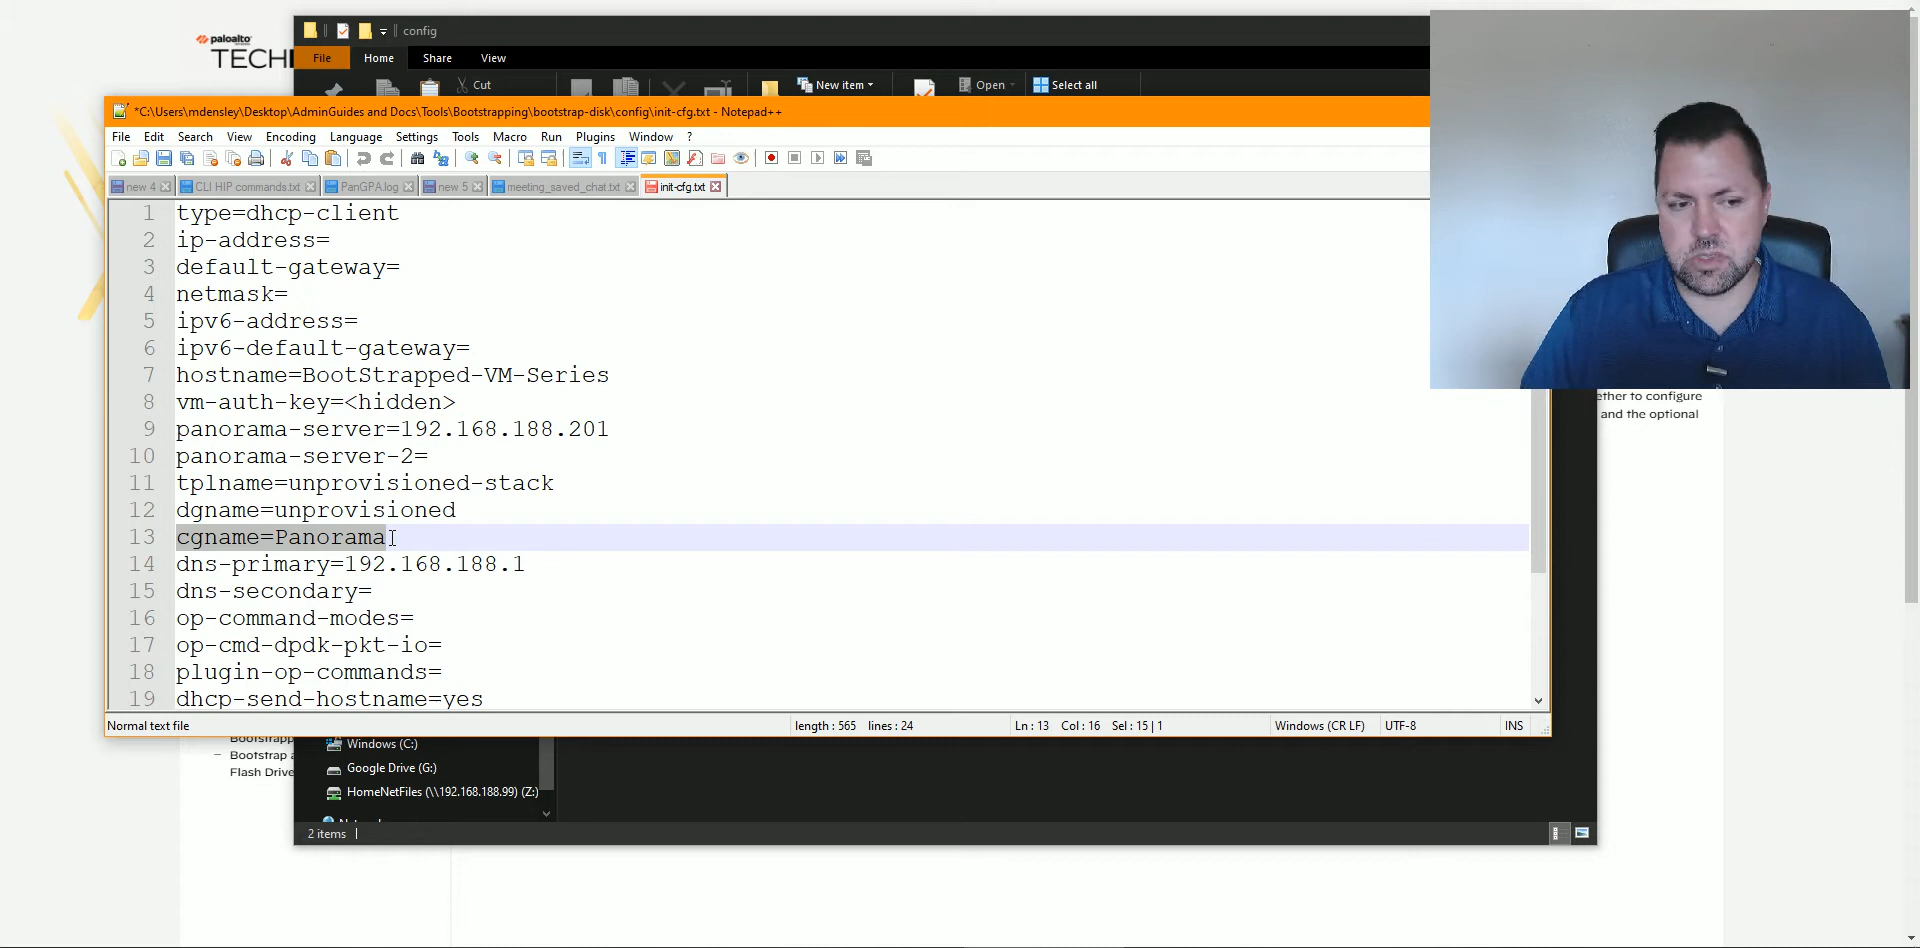 paloalto
TECH
config
File Home Share View
Cut
New item
Open
Select all
*C:\Users\mdensley\Desktop\AdminGuides and Docs\Tools\Bootstrapping\bootstrap-disk\config\init-cfg.txt - Notepad++
File Edit Search View Encoding Language Settings Tools Macro Run Plugins Window ?
new 4 CLI HIP commands.txt PanGPA.log new 5 meeting_saved_chat.txt init-cfg.txt
1 type=dhcp-client
2 ip-address=
3 default-gateway=
4 netmask=
5 ipv6-address=
6 ipv6-default-gateway=
7 hostname=BootStrapped-VM-Series
8 vm-auth-key=<hidden>
9 panorama-server=192.168.188.201
10 panorama-server-2=
11 tplname=unprovisioned-stack
12 dgname=unprovisioned
13 cgname=Panorama
14 dns-primary=192.168.188.1
15 dns-secondary=
16 op-command-modes=
17 op-cmd-dpdk-pkt-io=
18 plugin-op-commands=
19 dhcp-send-hostname=yes
ether to configure
and the optional
Normal text file length : 565 lines : 24 Ln : 13 Col : 16 Sel : 15 | 1 Windows (CR LF) UTF-8 INS
Bootstrapp
– Bootstrap a
Flash Drive
Windows (C:)
Google Drive (G:)
HomeNetFiles (\\192.168.188.99) (Z:)
2 items